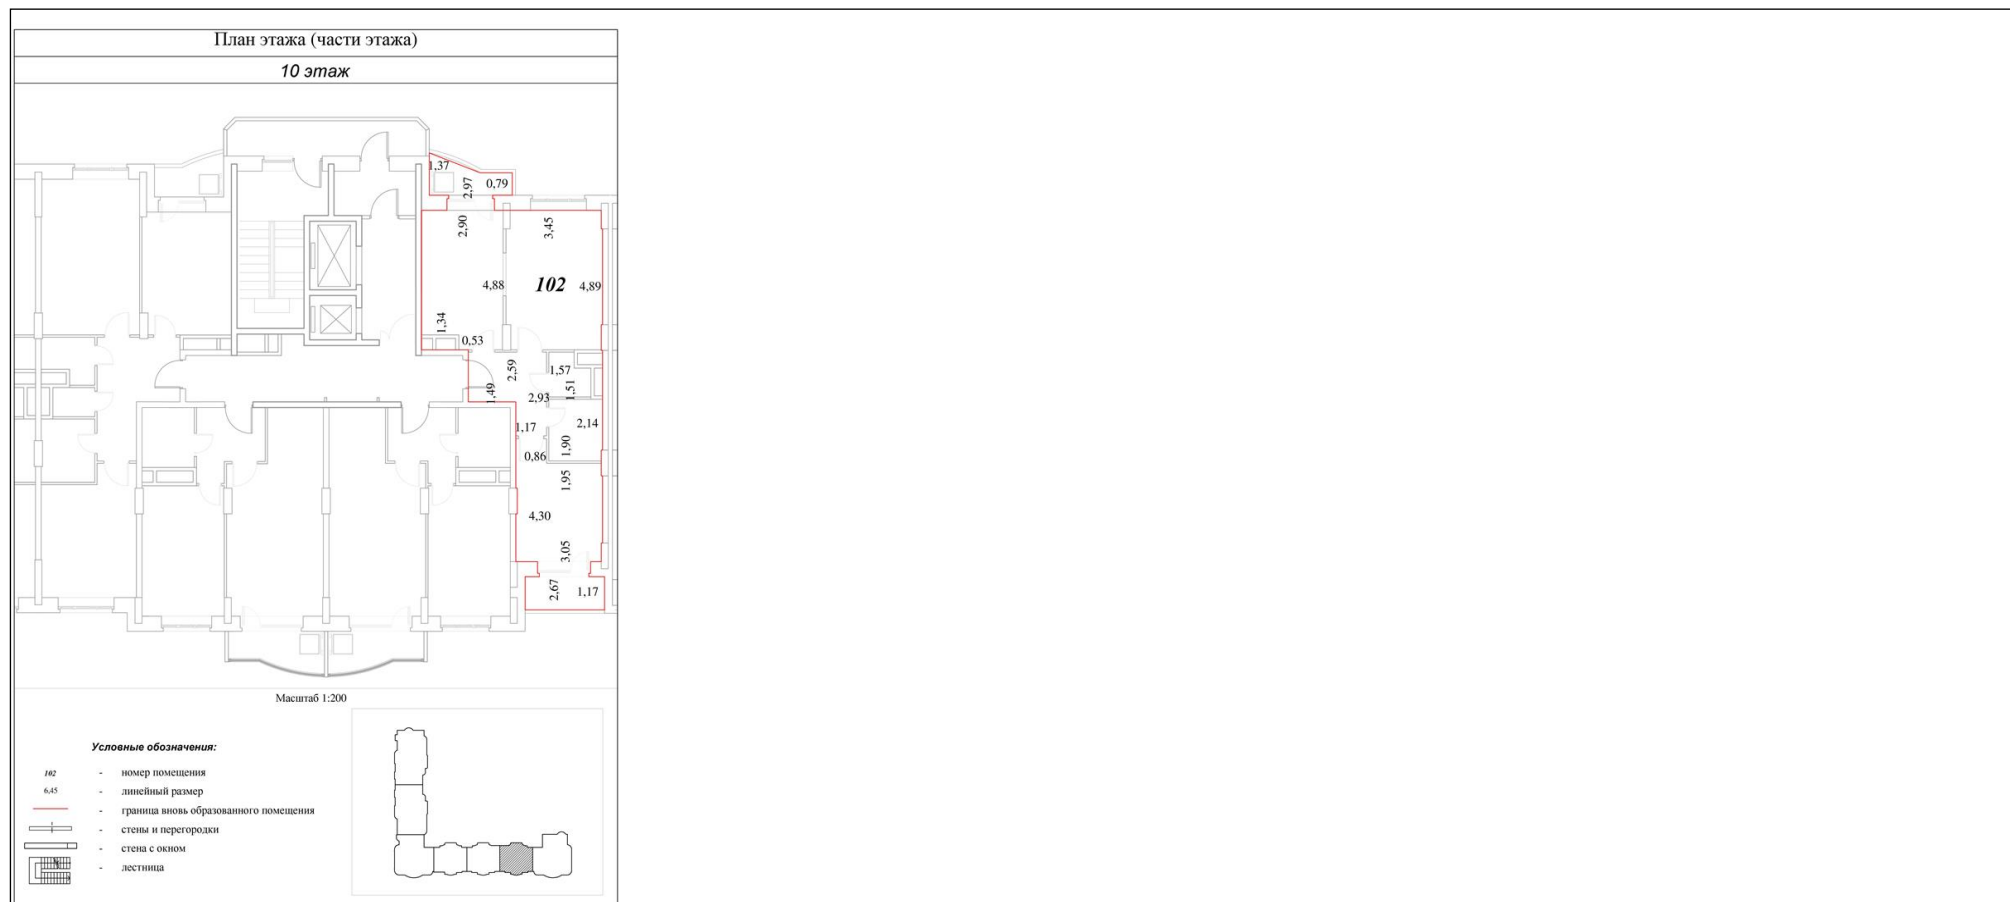 План этажа (части этажа)
10 этаж
1,37
2,97
0,79
2,90
3,45
4,88
102
4,89
1,34
0,53
2,59
1,57
1,49
2,93
1,51
1,17
2,14
0,86
1,90
1,95
4,30
3,05
2,67
1,17
Масштаб 1:200
Условные обозначения:
102 - номер помещения
6,45 - линейный размер
- граница вновь образованного помещения
- стены и перегородки
- стена с окном
- лестница